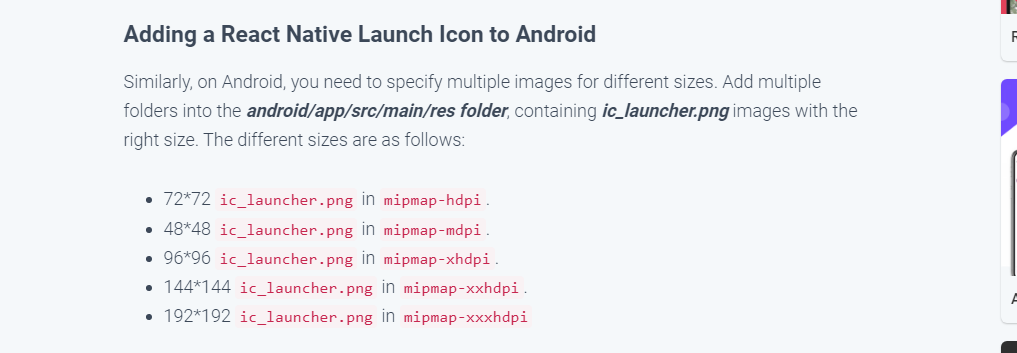 Adding a React Native Launch Icon to Android
Similarly, on Android, you need to specify multiple images for different sizes. Add multiple
folders into the android/app/src/main/res folder, containing ic_launcher.png images with the
right size. The different sizes are as follows:
72*72 ic_launcher.png in mipmap-hdpi.
48*48 ic_launcher.png in mipmap-mdpi.
96*96 ic_launcher.png in mipmap-xhdpi.
144*144 ic_launcher.png in mipmap-xxhdpi.
192*192 ic_launcher.png in mipmap-xxxhdpi